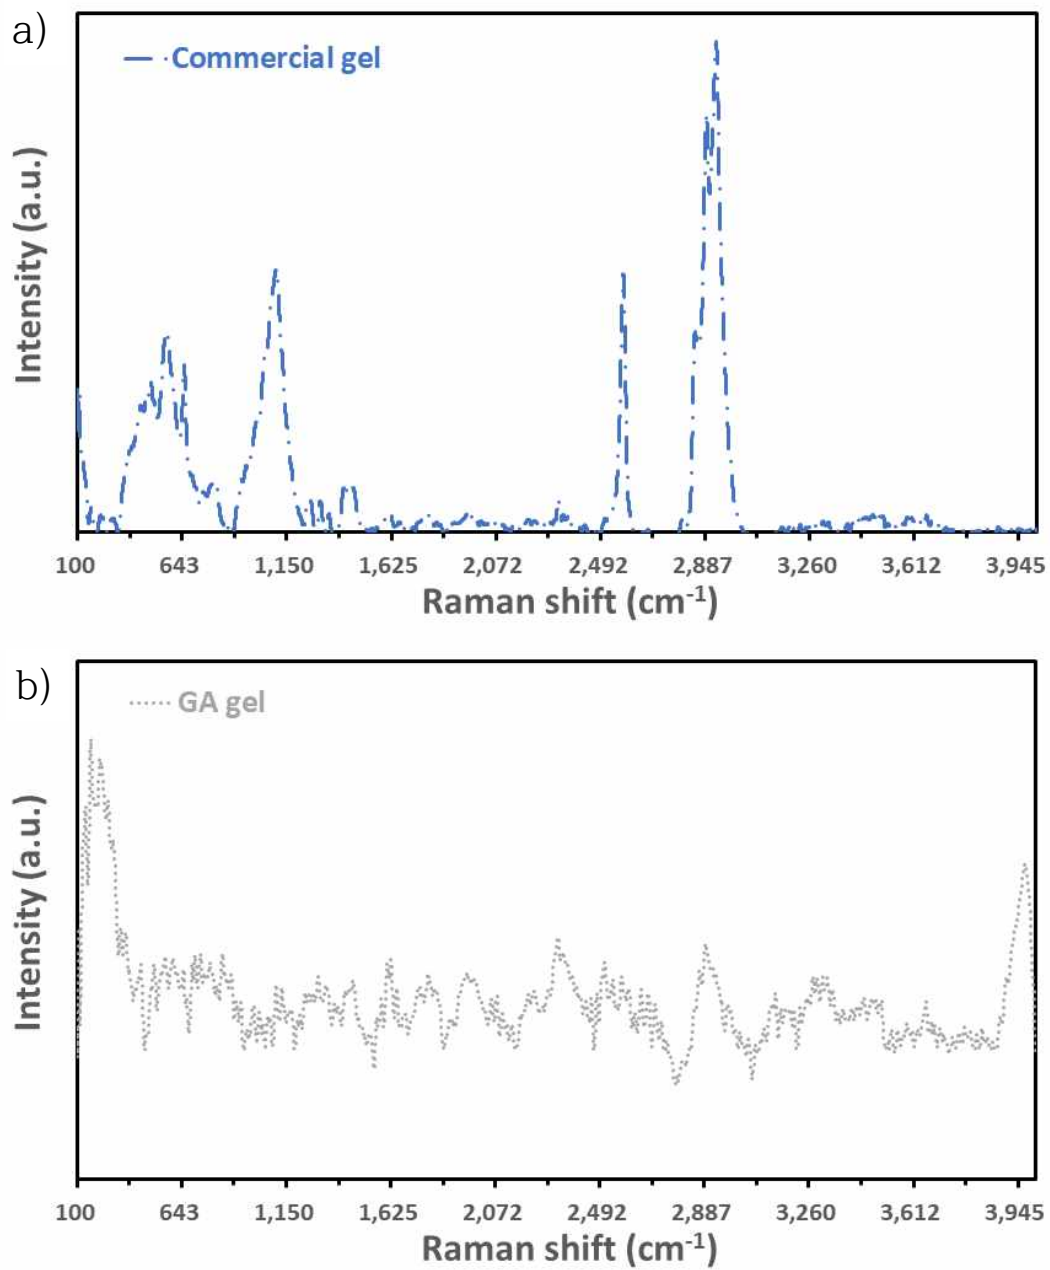 a)
Commercial gel
Intensity (a.u.)
100 643 1,150 1,625 2,072 2,492 2,887 3,260 3,612 3,945
Raman shift (cm-1)
b)
GA gel
Intensity (a.u.)
100 643 1,150 1,625 2,072 2,492 2,887 3,260 3,612 3,945
Raman shift (cm-1)